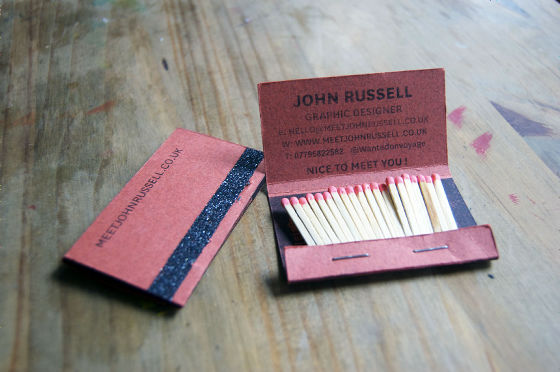 MEETJOHNRUSSELL.CO.UK
JOHN RUSSELL
GRAPHIC DESIGNER
E: HELLO@MEETJOHNRUSSELL.CO.UK
W: WWW.MEETJOHNRUSSELL.CO.UK
T: 07795822582 @Wantedonvoyage
NICE TO MEET YOU!